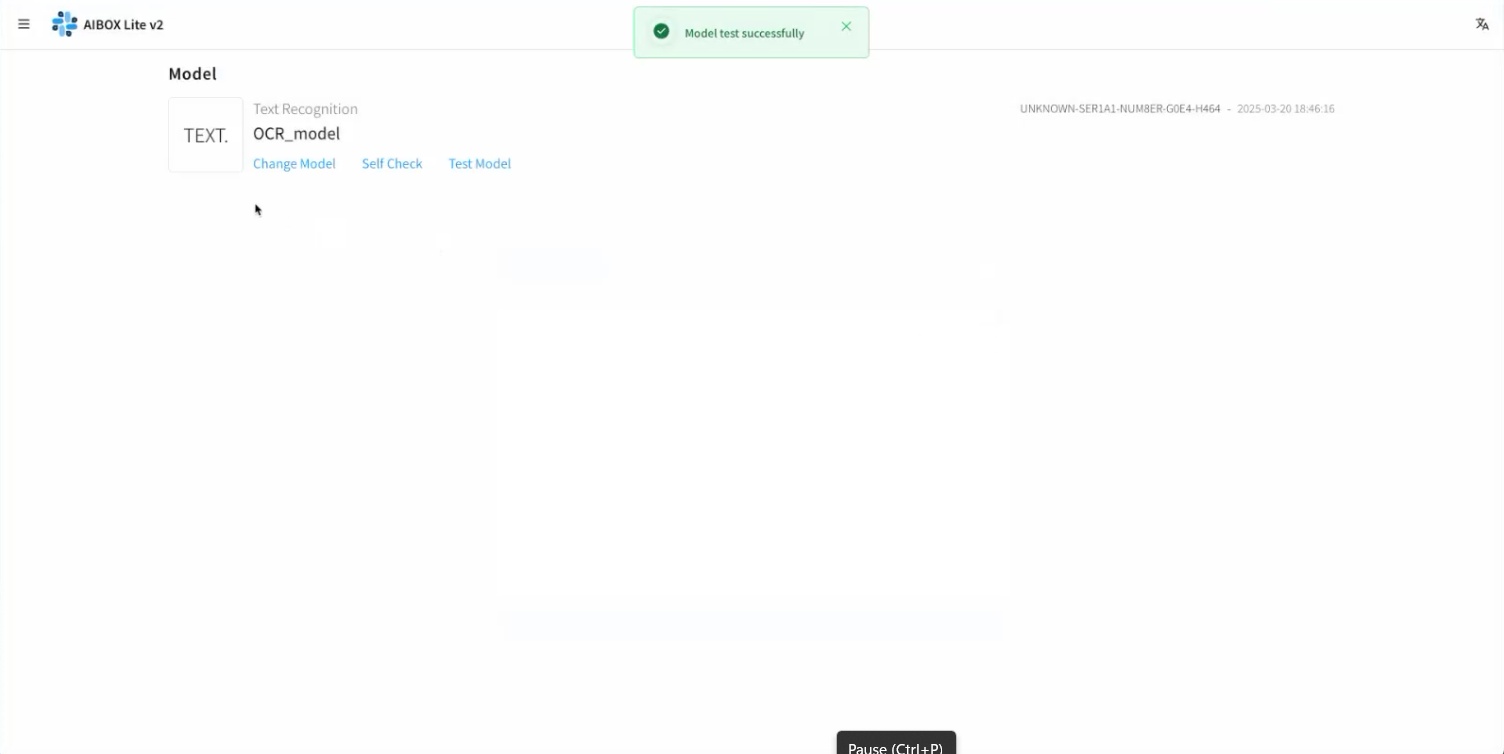 AIBOX Lite v2
Model test successfully
Model
TEXT.
Text Recognition
OCR_model
Change Model Self Check Test Model
UNKNOWN-SER1A1-NUM8ER-G0E4-H464 - 2025-03-20 18:46:16
Pause (Ctrl+P)